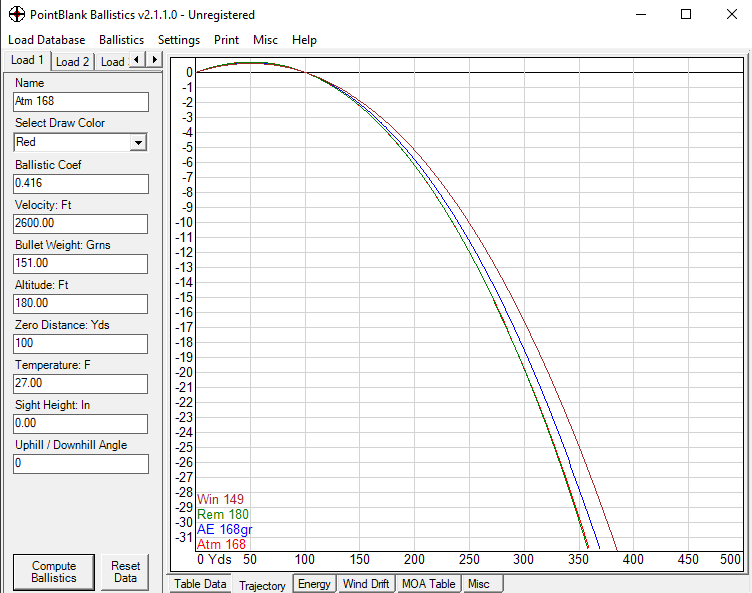 PointBlank Ballistics v2.1.1.0 - Unregistered
Load Database Ballistics Settings Print Misc Help
Load 1 Load 2 Load
Name
Atm 168
Select Draw Color
Red
Ballistic Coef
0.416
Velocity: Ft
2600.00
Bullet Weight: Grns
151.00
Altitude: Ft
180.00
Zero Distance: Yds
100
Temperature: F
27.00
Sight Height: In
0.00
Uphill / Downhill Angle
0
Compute
Ballistics
Reset
Data
0
-1
-2
-3
-4
-5
-6
-7
-8
-9
-10
-11
-12
-13
-14
-15
-16
-17
-18
-19
-20
-21
-22
-23
-24
-25
-26
-27
-28
-29
-30
-31
Win 149
Rem 180
AE 168gr
Atm 168
0 Yds 50 100 150 200 250 300 350 400 450 500
Table Data Trajectory Energy Wind Drift MOA Table Misc